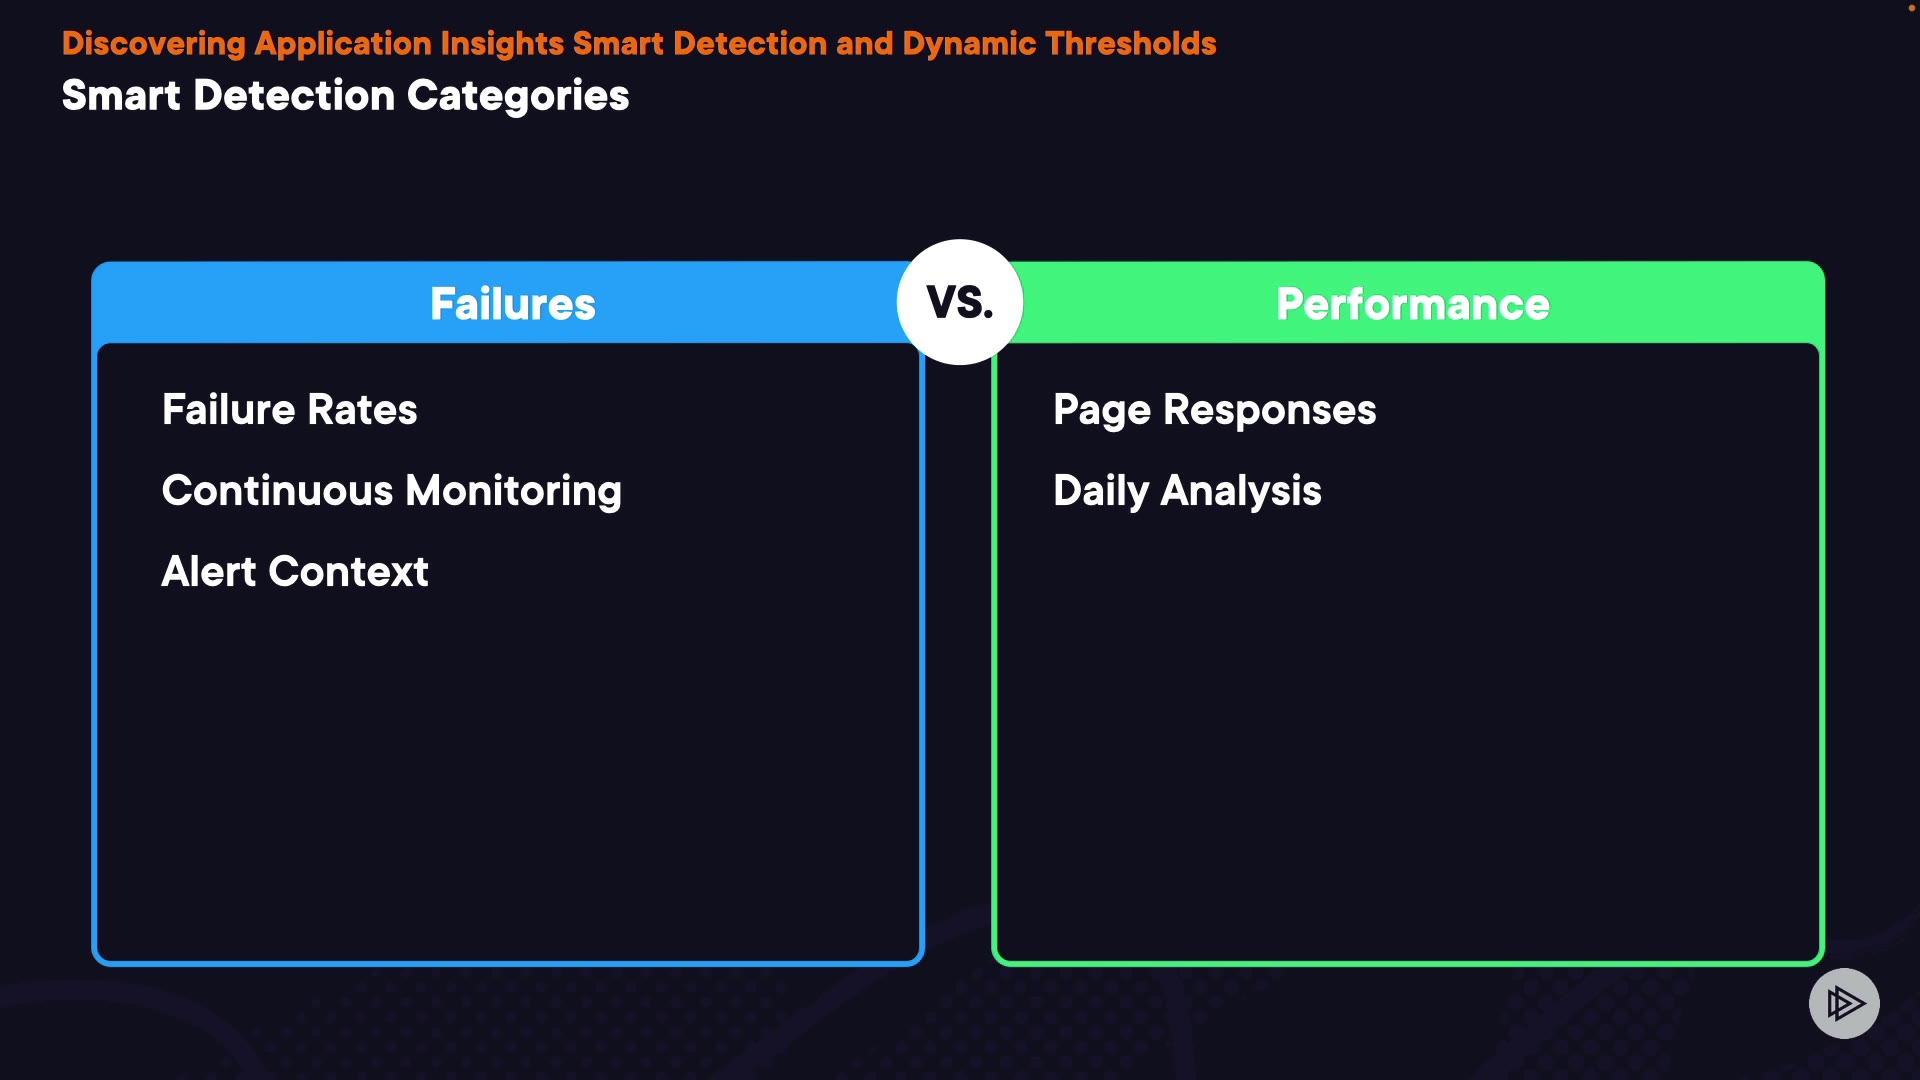 Discovering Application Insights Smart Detection and Dynamic Thresholds
Smart Detection Categories
Failures
VS.
Performance
Failure Rates
Continuous Monitoring
Alert Context
Page Responses
Daily Analysis